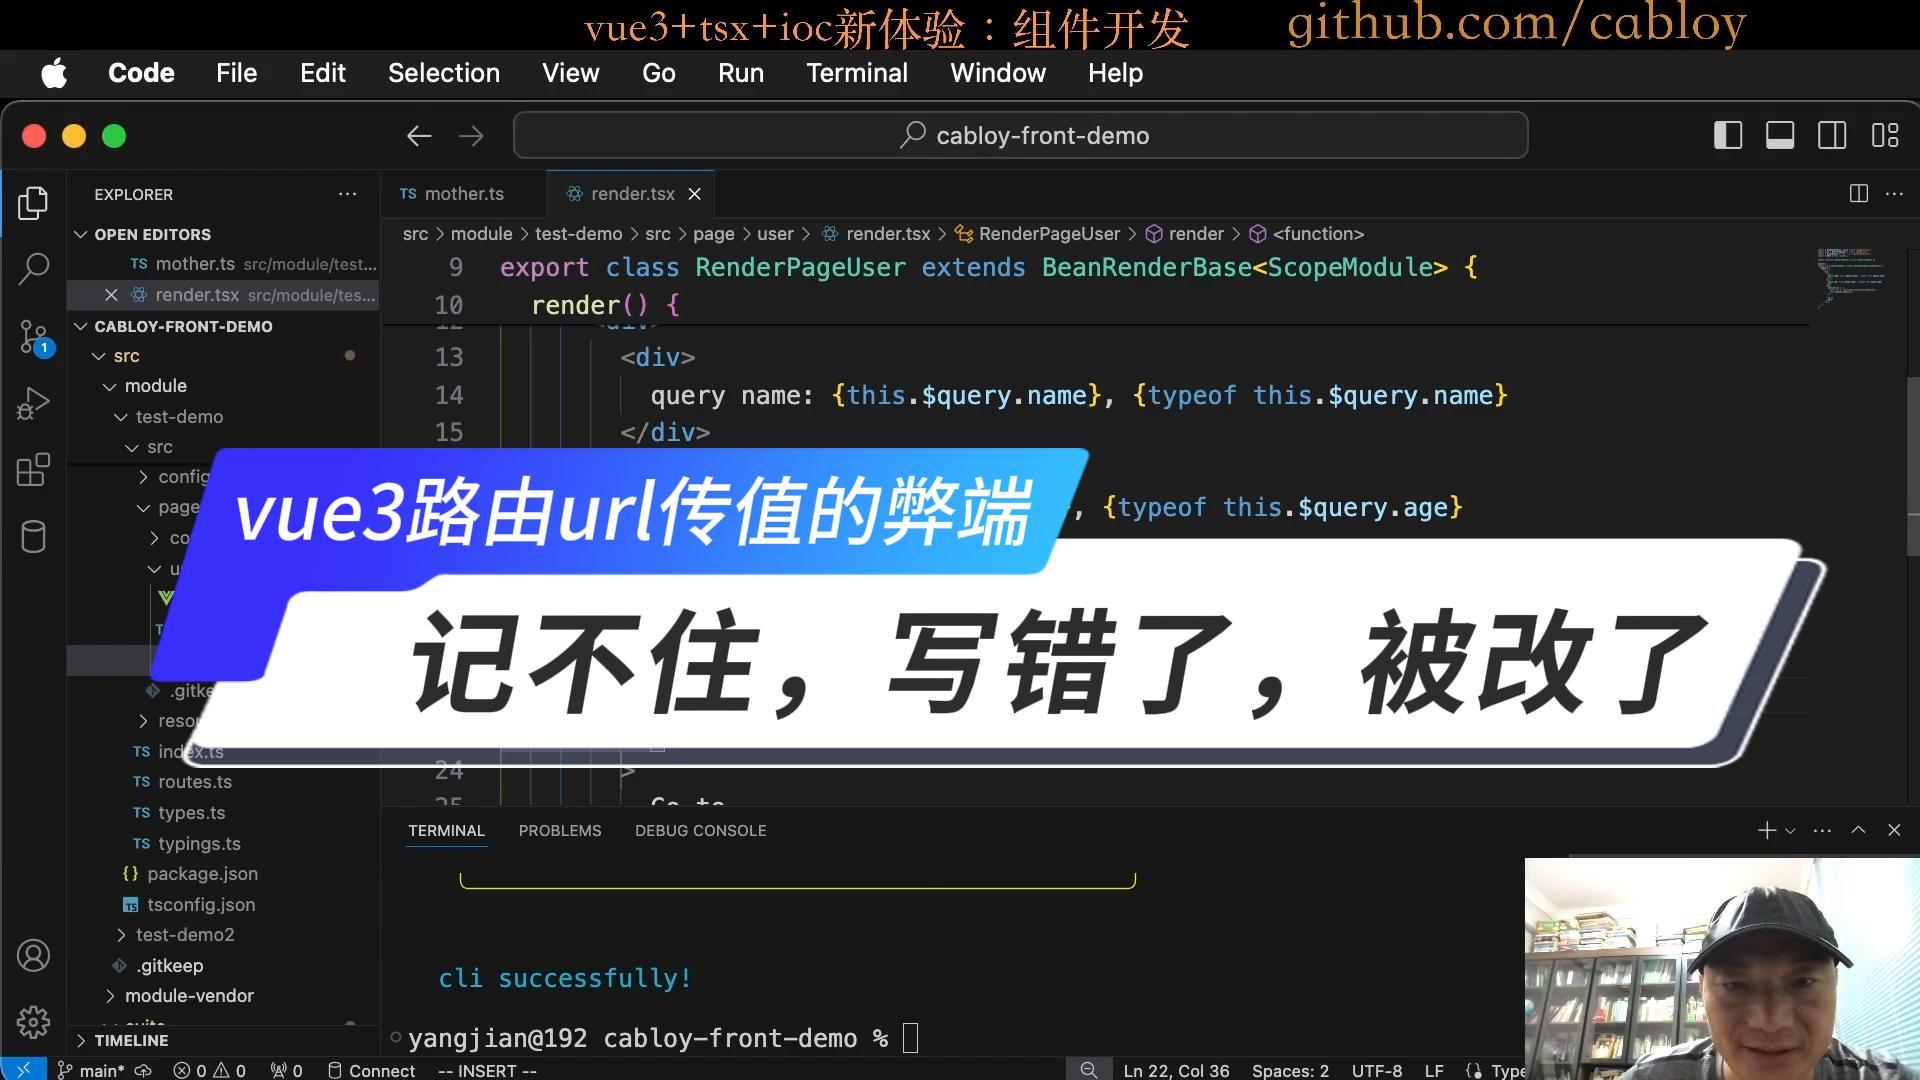 vue3+tsx+ioc新体验：组件开发
github.com/cabloy
Code File Edit Selection View Go Run Terminal Window Help
cabloy-front-demo
EXPLORER
OPEN EDITORS
TS mother.ts src/module/test...
render.tsx src/module/tes...
CABLOY-FRONT-DEMO
src
module
test-demo
src
config
page
co
u
.gitke
reso
TS index.ts
TS routes.ts
TS types.ts
TS typings.ts
{} package.json
TS tsconfig.json
test-demo2
.gitkeep
module-vendor
TIMELINE
TS mother.ts
render.tsx
src > module > test-demo > src > page > user > render.tsx > RenderPageUser > render > <function>
9 export class RenderPageUser extends BeanRenderBase<ScopeModule> {
10 render() {
13 <div>
14 query name: {this.$query.name}, {typeof this.$query.name}
15 </div>
, {typeof this.$query.age}
vue3路由url传值的弊端
记不住，写错了，被改了
24 >
25 Go to
TERMINAL PROBLEMS DEBUG CONSOLE
cli successfully!
yangjian@192 cabloy-front-demo %
main* 0 0 0 Connect -- INSERT -- Ln 22, Col 36 Spaces: 2 UTF-8 LF {} Type
1